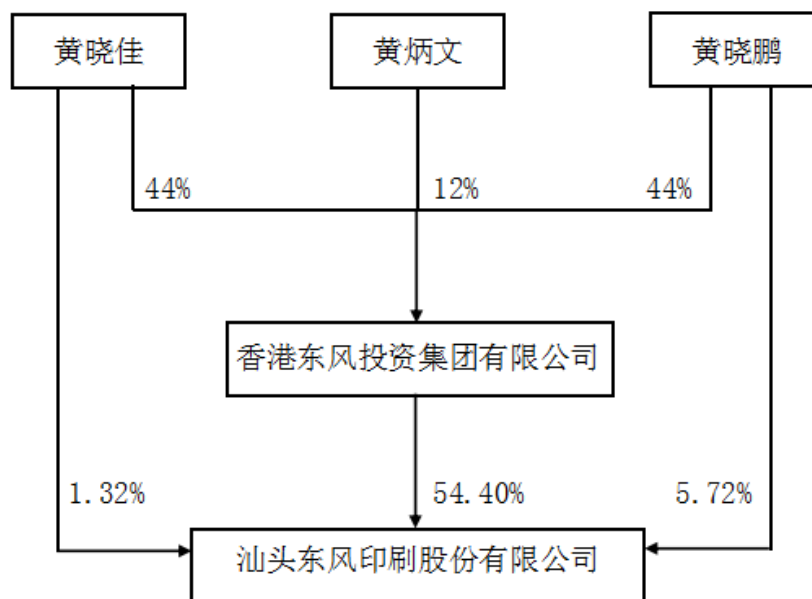 黄晓佳
黄炳文
黄晓鹏
44%
12%
44%
香港东风投资集团有限公司
1.32%
54.40%
5.72%
汕头东风印刷股份有限公司